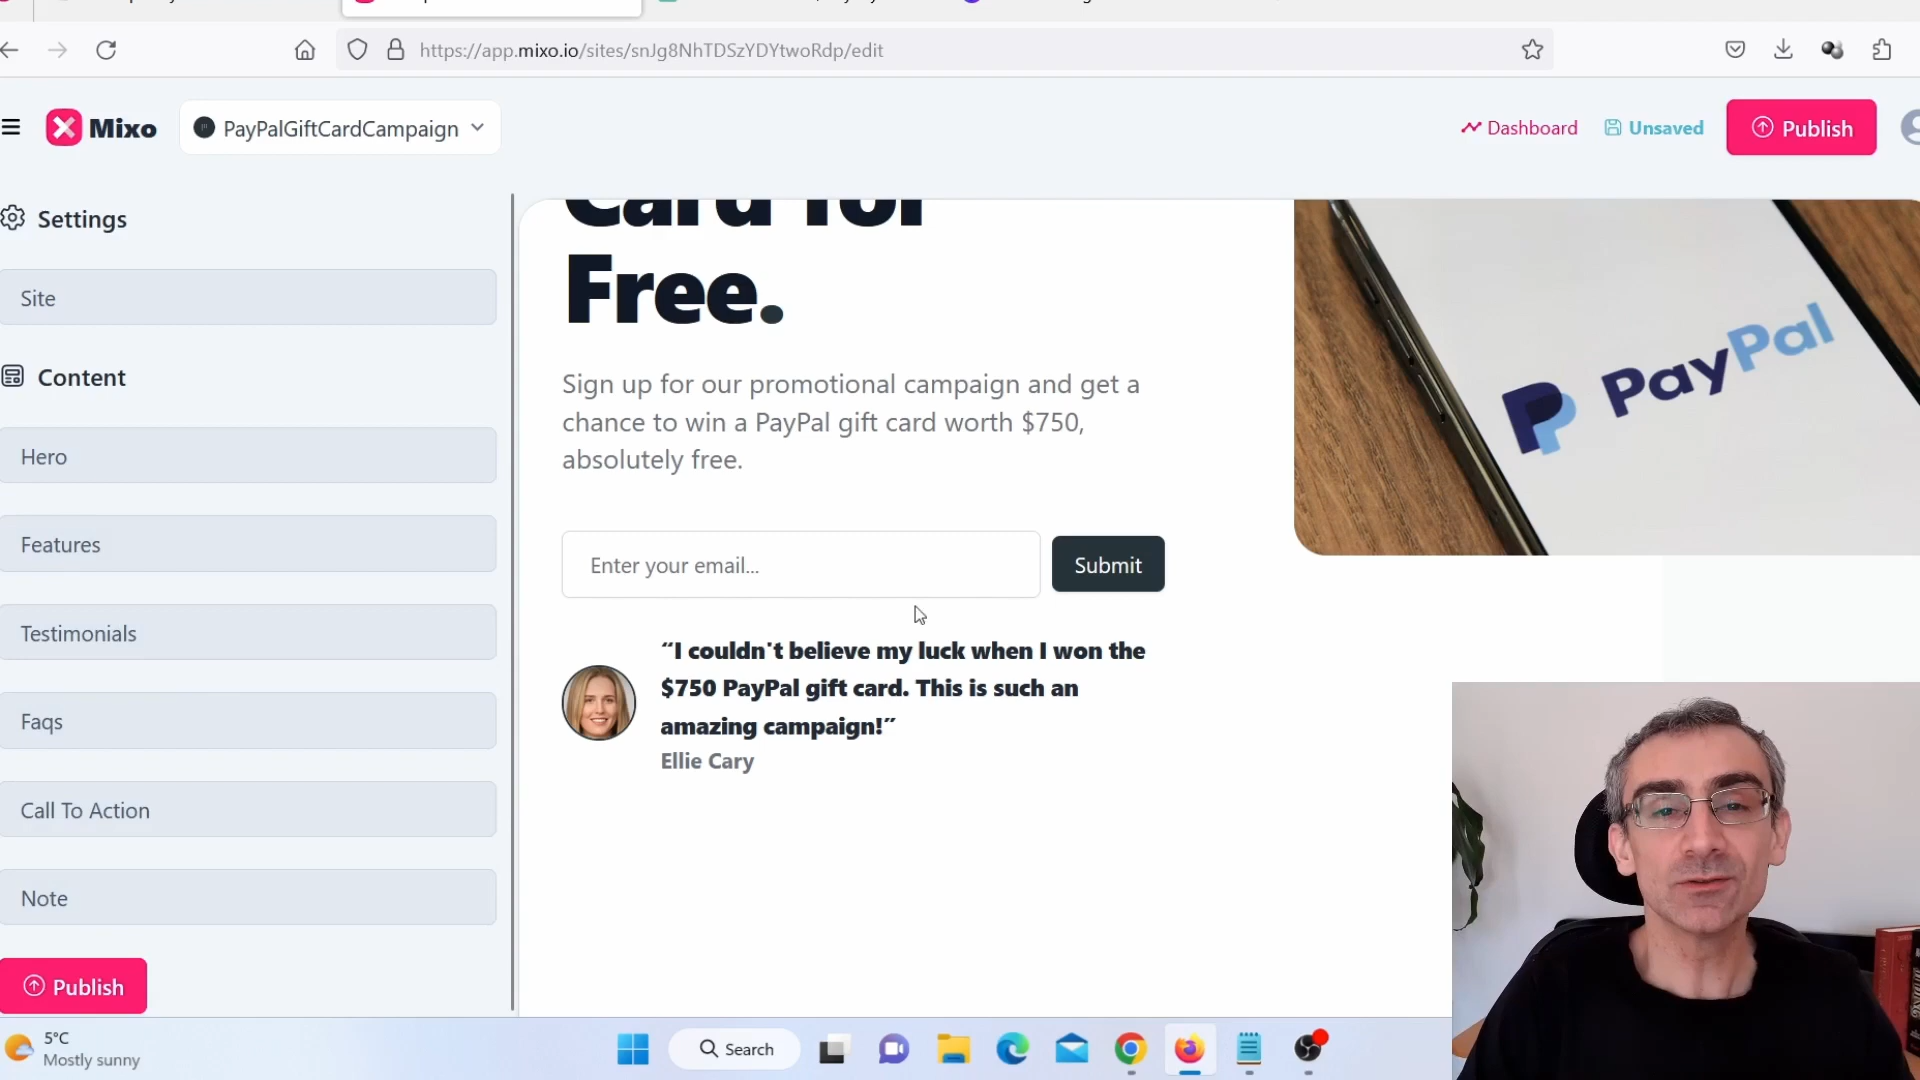 https://app.mixo.io/sites/snJg8NhTDSzYDYtwoRdp/edit
Mixo
PayPalGiftCardCampaign
Dashboard
Unsaved
Publish
Settings
Site
Content
Hero
Features
Testimonials
Faqs
Call To Action
Note
Publish
Card for
Free.
Sign up for our promotional campaign and get a
chance to win a PayPal gift card worth $750,
absolutely free.
Enter your email...
Submit
“I couldn't believe my luck when I won the
$750 PayPal gift card. This is such an
amazing campaign!”
Ellie Cary
PayPal
5°C
Mostly sunny
Search